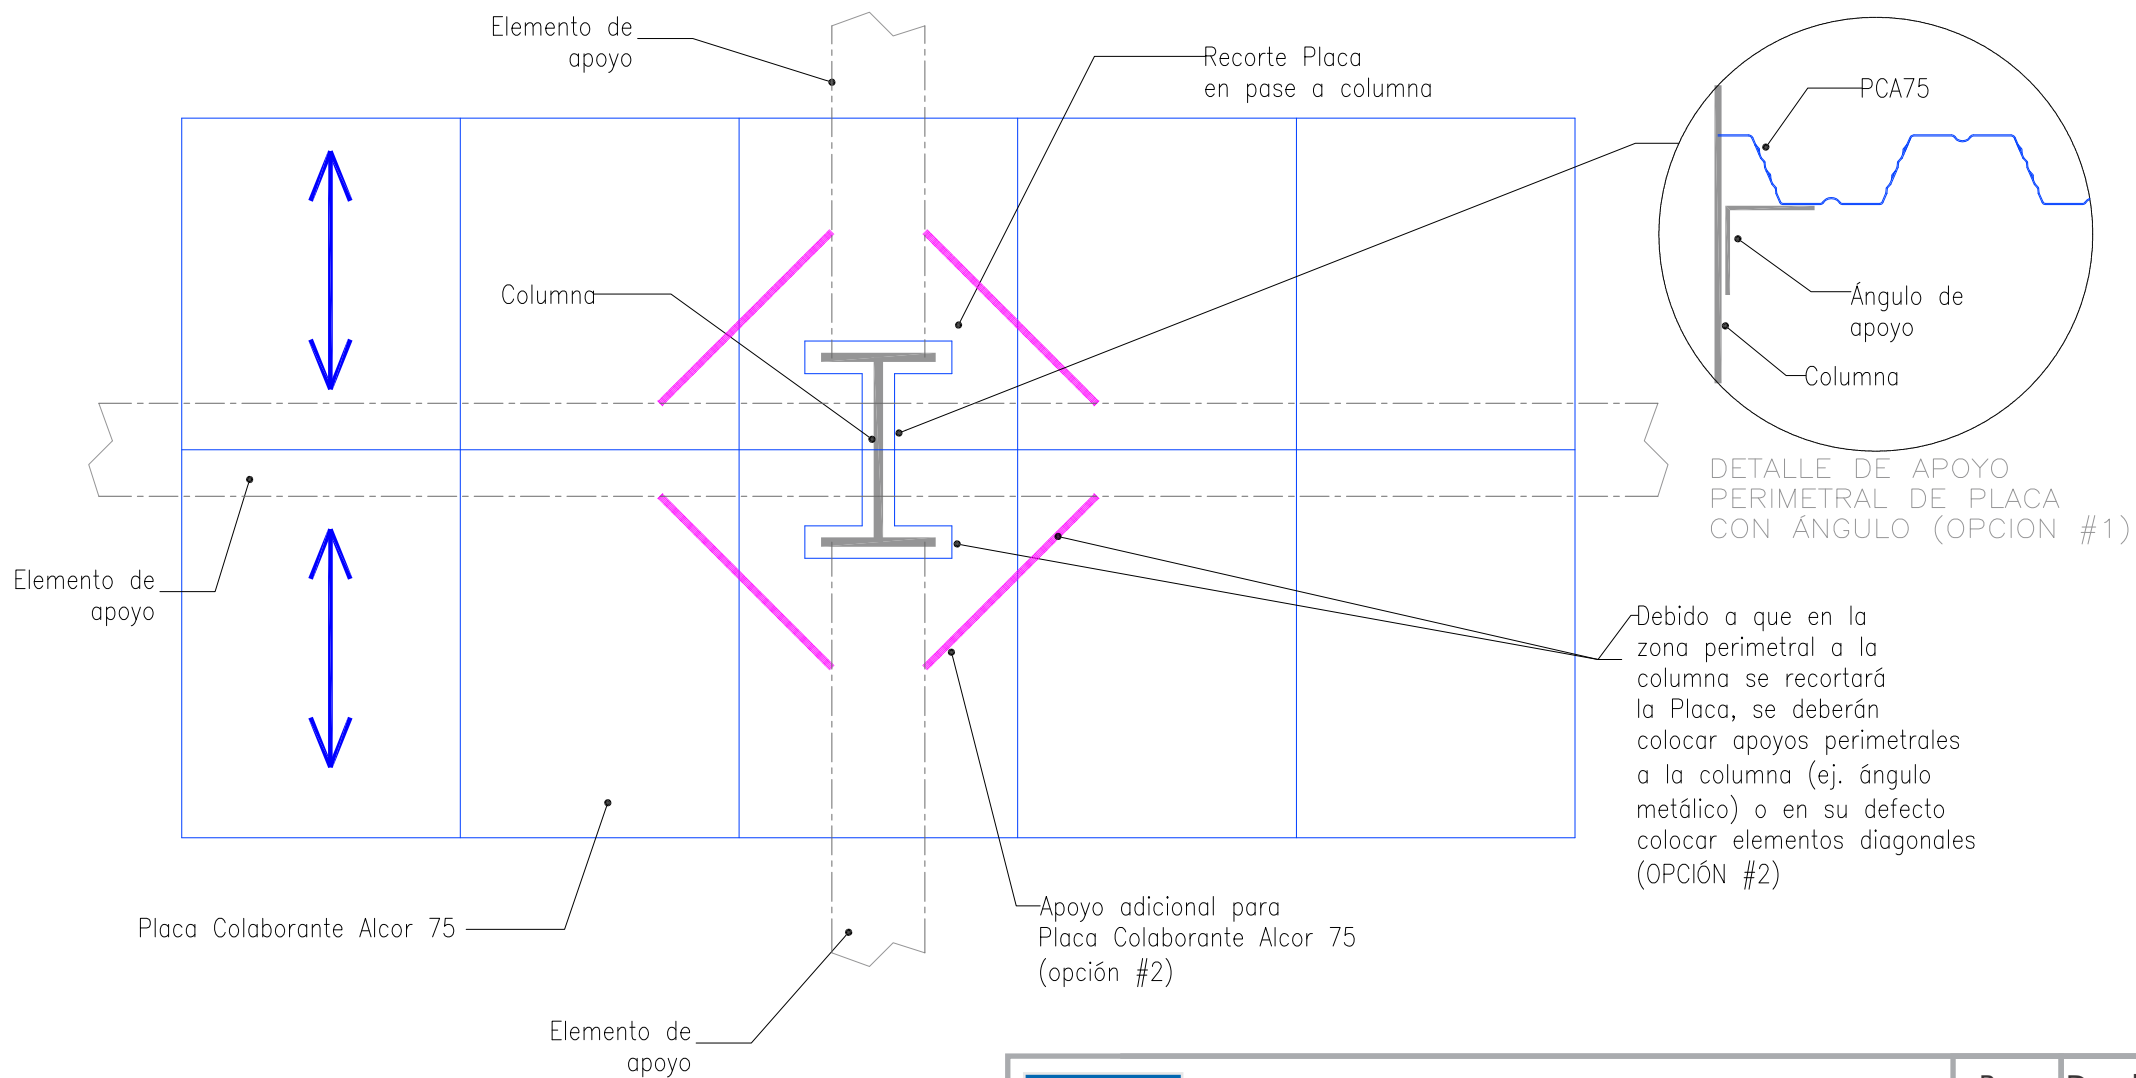 Elemento de
apoyo
Recorte Placa
en pase a columna
PCA75
Ángulo de
apoyo
Columna
Columna
DETALLE DE APOYO
PERIMETRAL DE PLACA
CON ÁNGULO (OPCION #1)
Elemento de
apoyo
Debido a que en la
zona perimetral a la
columna se recortará
la Placa, se deberán
colocar apoyos perimetrales
a la columna (ej. ángulo
metálico) o en su defecto
colocar elementos diagonales
(OPCIÓN #2)
Placa Colaborante Alcor 75
Apoyo adicional para
Placa Colaborante Alcor 75
(opción #2)
Elemento de
apoyo